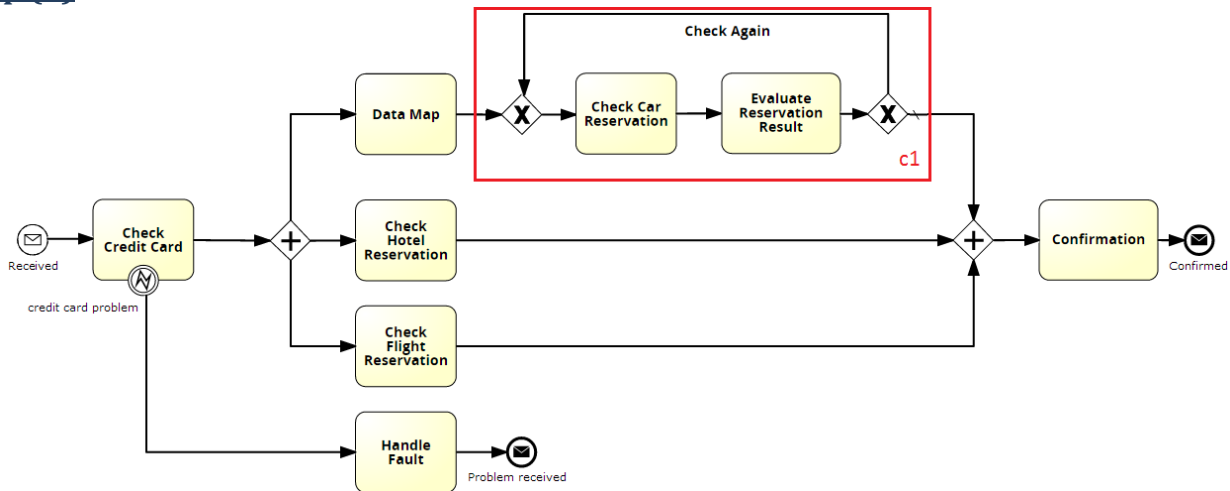 Check Again
Data Map
Check Car
Reservation
Evaluate
Reservation
Result
c1
Received
Check
Credit Card
credit card problem
Check
Hotel
Reservation
Check
Flight
Reservation
Confirmation
Confirmed
Handle
Fault
Problem received